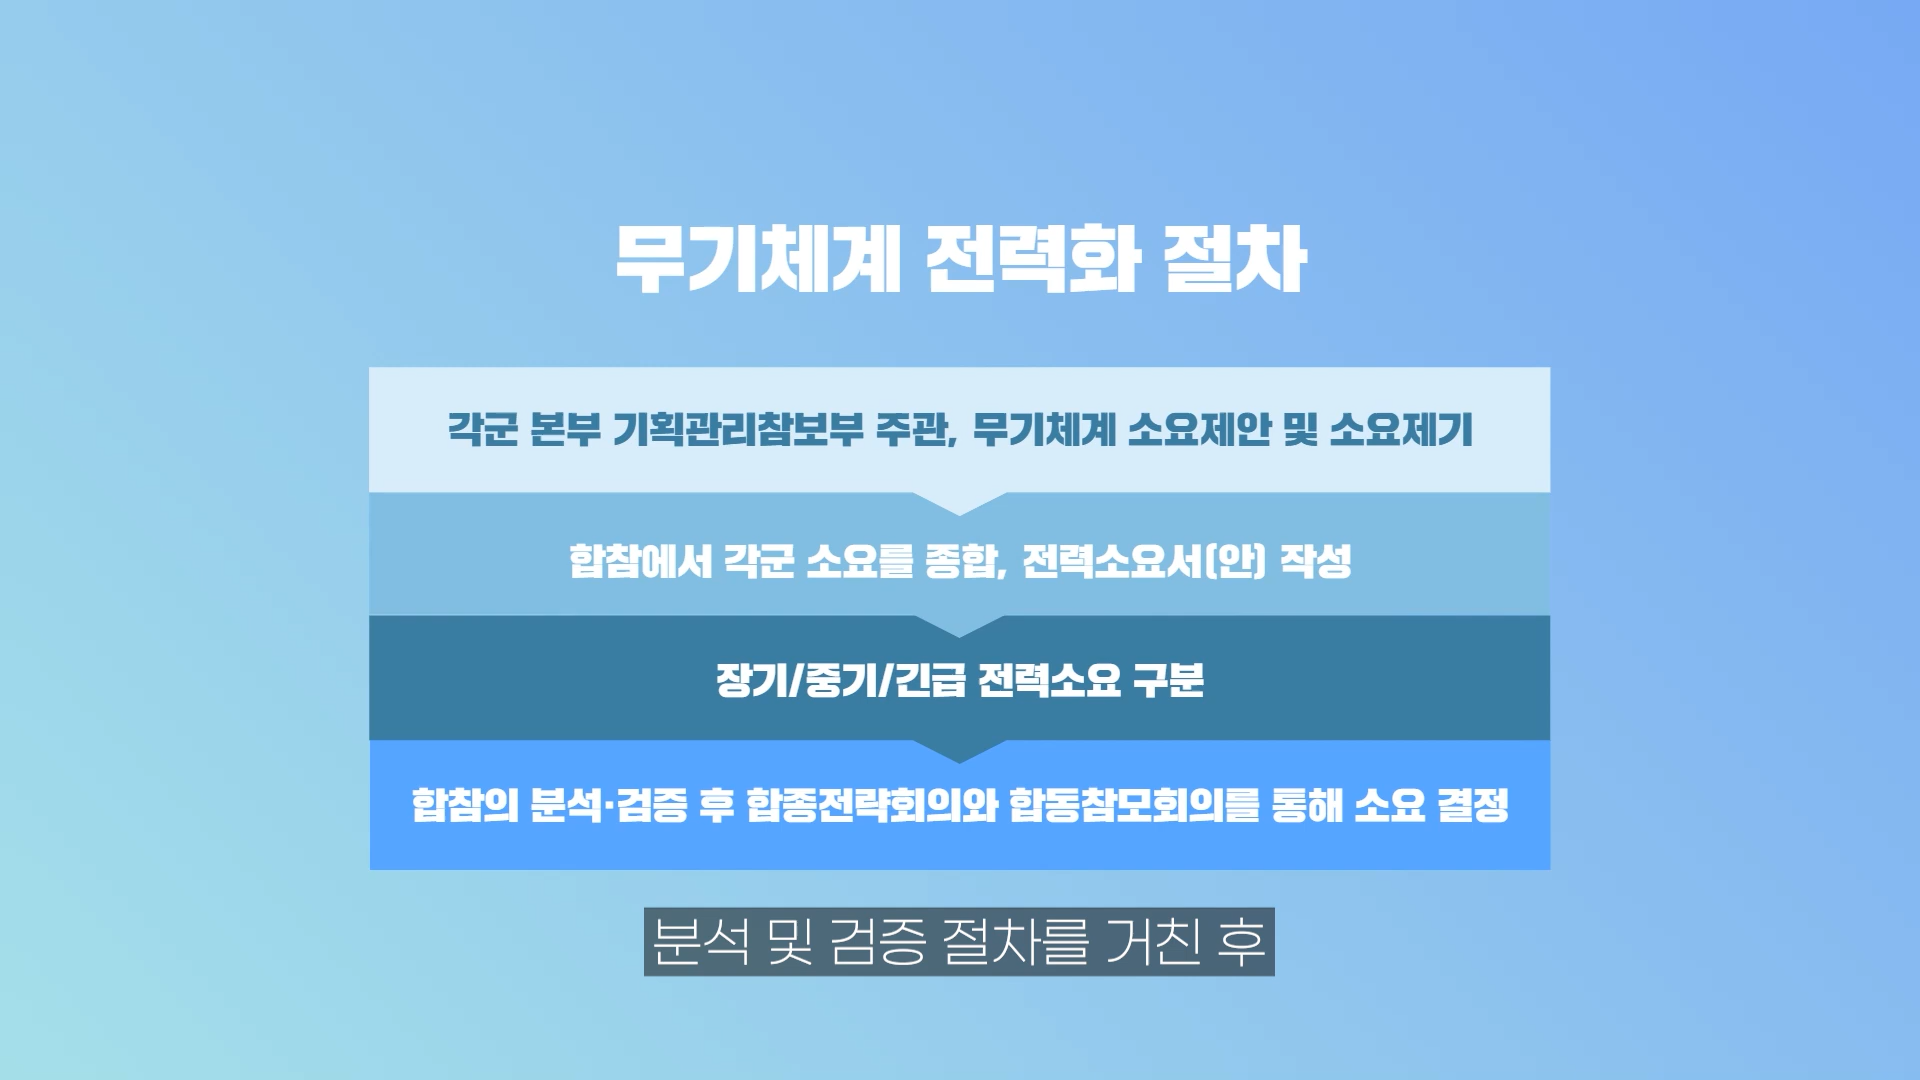 무기체계 전력화 절차
각군 본부 기획관리참보부 주관, 무기체계 소요제안 및 소요제기
합참에서 각군 소요를 종합, 전력소요서(안) 작성
장기/중기/긴급 전력소요 구분
합참의 분석·검증 후 합종전략회의와 합동참모회의를 통해 소요 결정
분석 및 검증 절차를 거친 후